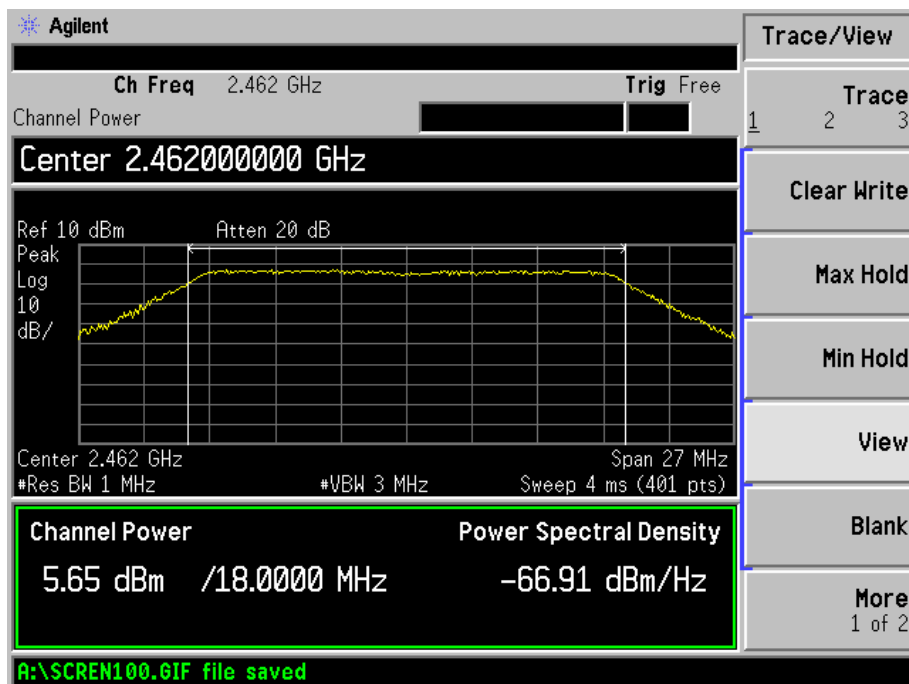 Agilent
Ch Freq 2.462 GHz Trig Free
Channel Power
Center 2.462000000 GHz
Ref 10 dBm Atten 20 dB
Peak
Log
10
dB/
Center 2.462 GHz Span 27 MHz
#Res BW 1 MHz #VBW 3 MHz Sweep 4 ms (401 pts)
Channel Power Power Spectral Density
5.65 dBm /18.0000 MHz -66.91 dBm/Hz
A:\SCREN100.GIF file saved
Trace/View
Trace
1 2 3
Clear Write
Max Hold
Min Hold
View
Blank
More
1 of 2